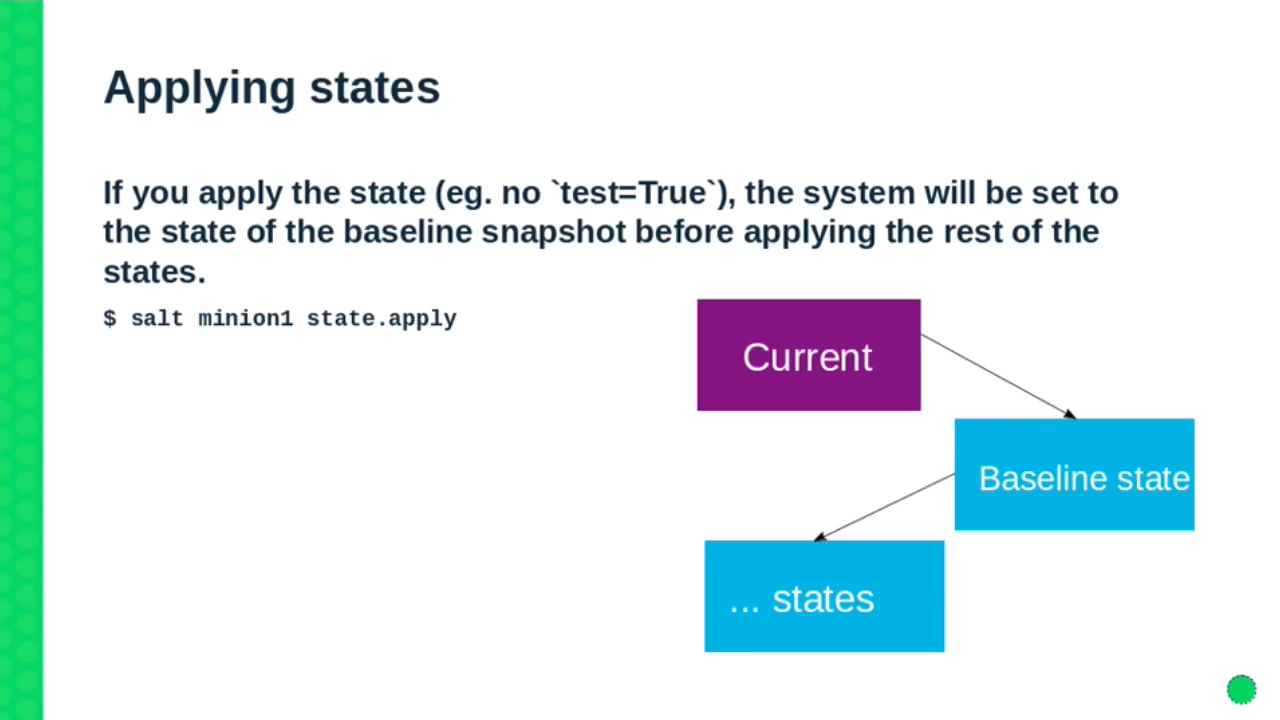 Applying states
If you apply the state (eg. no `test=True`), the system will be set to
the state of the baseline snapshot before applying the rest of the
states.
$ salt minion1 state.apply
Current
Baseline state
... states